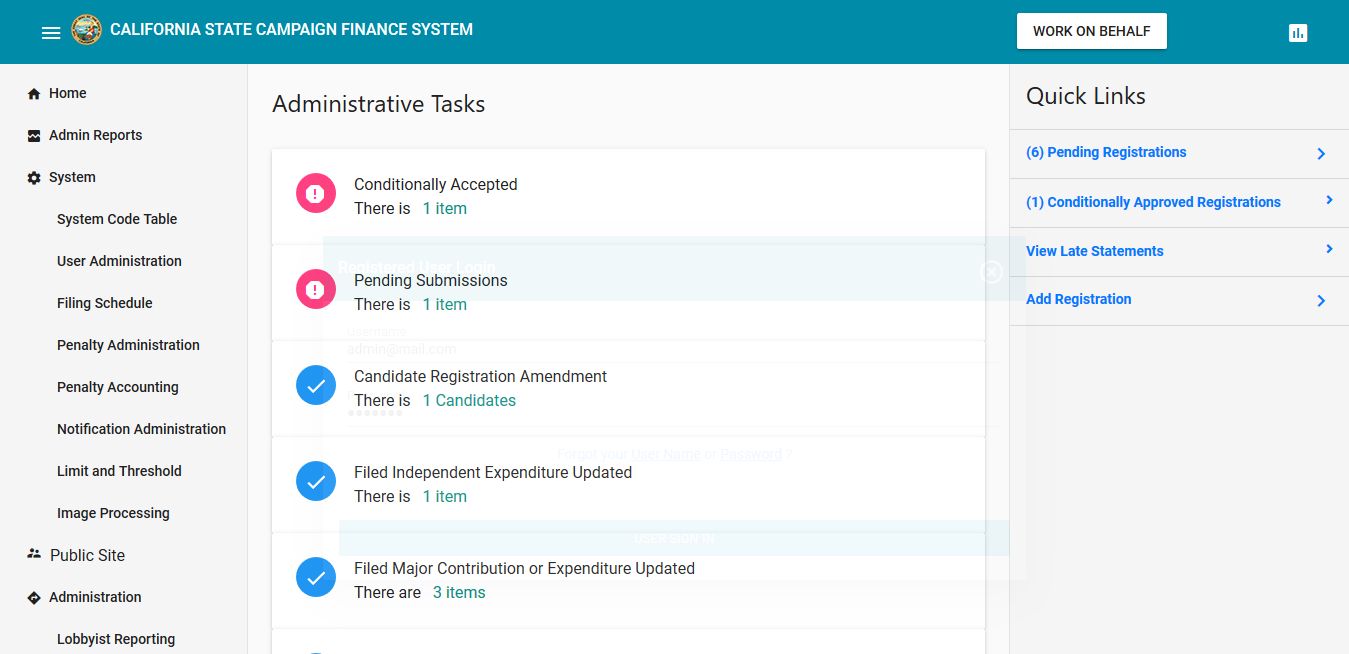 CALIFORNIA STATE CAMPAIGN FINANCE SYSTEM
WORK ON BEHALF
Home
Admin Reports
System
System Code Table
User Administration
Filing Schedule
Penalty Administration
Penalty Accounting
Notification Administration
Limit and Threshold
Image Processing
Public Site
Administration
Lobbyist Reporting
Administrative Tasks
Conditionally Accepted
There is 1 item
Registered User Login
Pending Submissions
There is 1 item
Username
admin@mail.com
Candidate Registration Amendment
There is 1 Candidates
Forgot your User Name or Password ?
Filed Independent Expenditure Updated
There is 1 item
USER SIGN IN
Filed Major Contribution or Expenditure Updated
There are 3 items
Quick Links
(6) Pending Registrations
(1) Conditionally Approved Registrations
View Late Statements
Add Registration